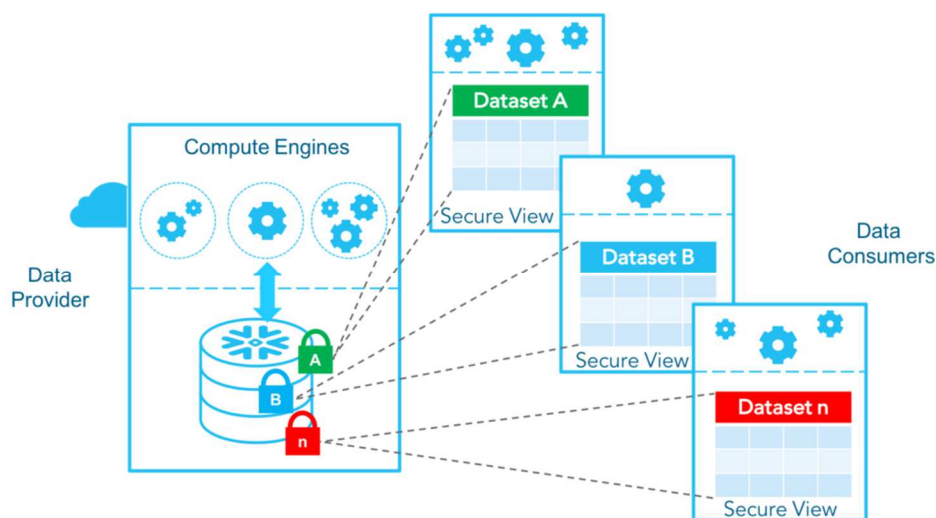 Compute Engines
Data
Provider
A
B
n
Dataset A
Secure View
Dataset B
Secure View
Dataset n
Secure View
Data
Consumers